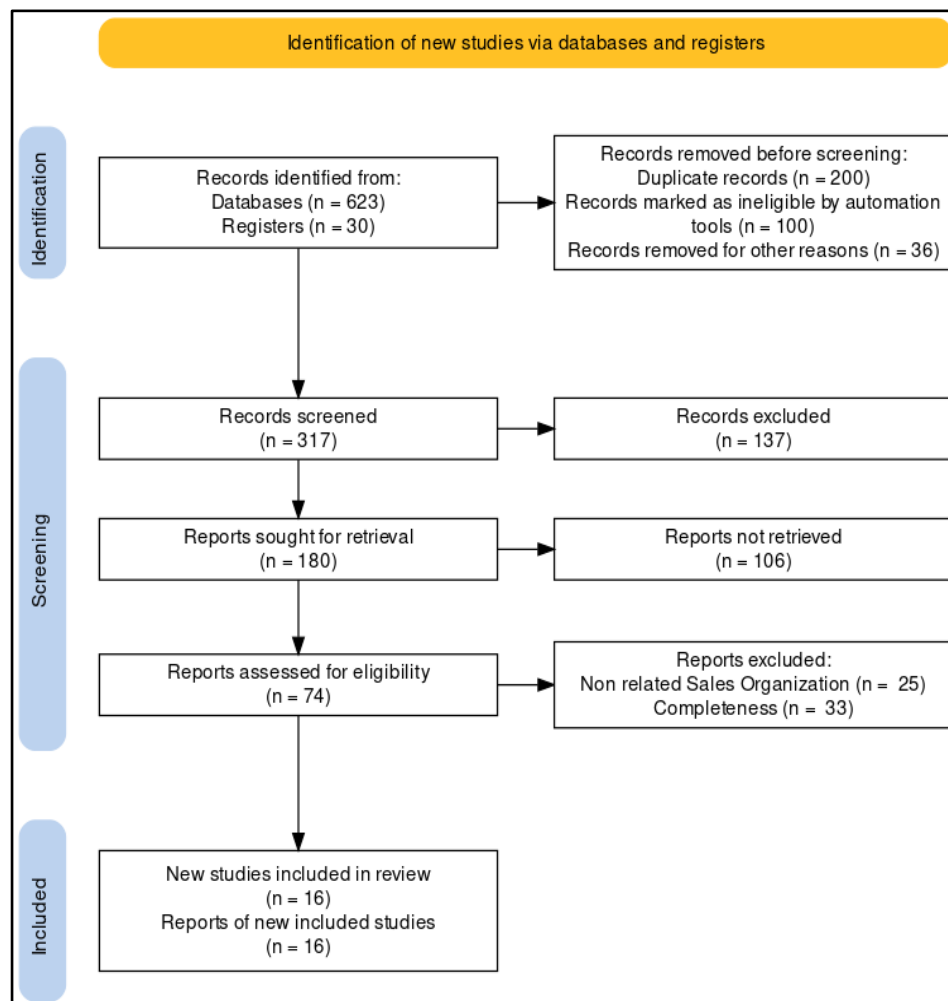 Identification of new studies via databases and registers
Identification
Records identified from:
Databases (n = 623)
Registers (n = 30)
Records removed before screening:
Duplicate records (n = 200)
Records marked as ineligible by automation
tools (n = 100)
Records removed for other reasons (n = 36)
Screening
Records screened
(n = 317)
Records excluded
(n = 137)
Reports sought for retrieval
(n = 180)
Reports not retrieved
(n = 106)
Reports assessed for eligibility
(n = 74)
Reports excluded:
Non related Sales Organization (n = 25)
Completeness (n = 33)
Included
New studies included in review
(n = 16)
Reports of new included studies
(n = 16)